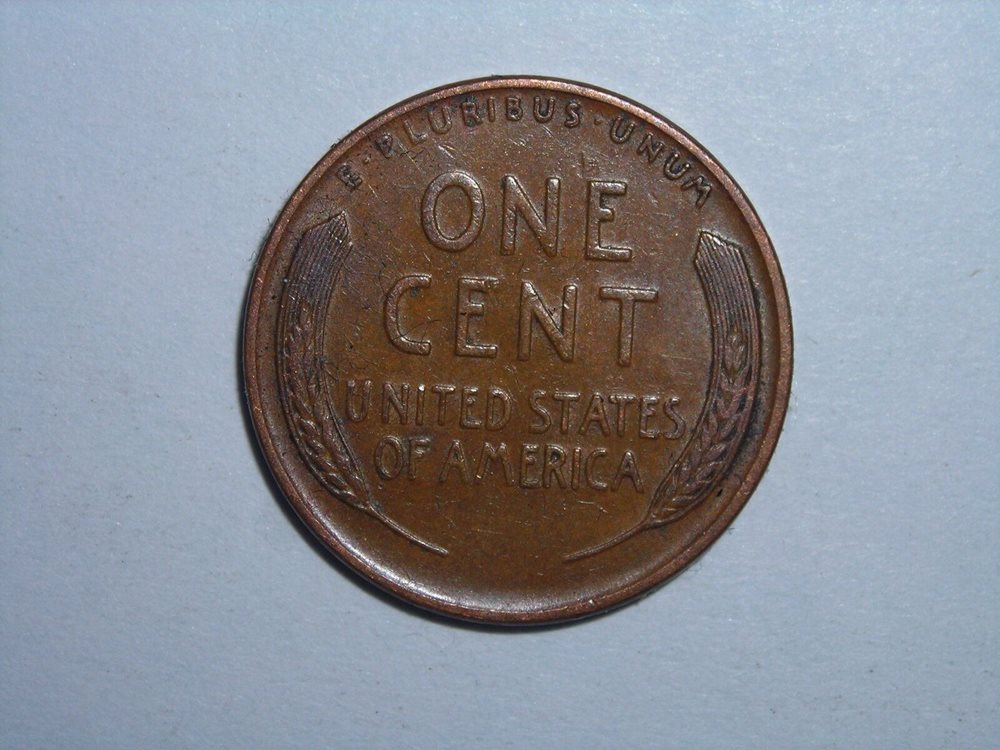 E · PLURIBUS · UNUM
ONE
CENT
UNITED STATES
OF AMERICA